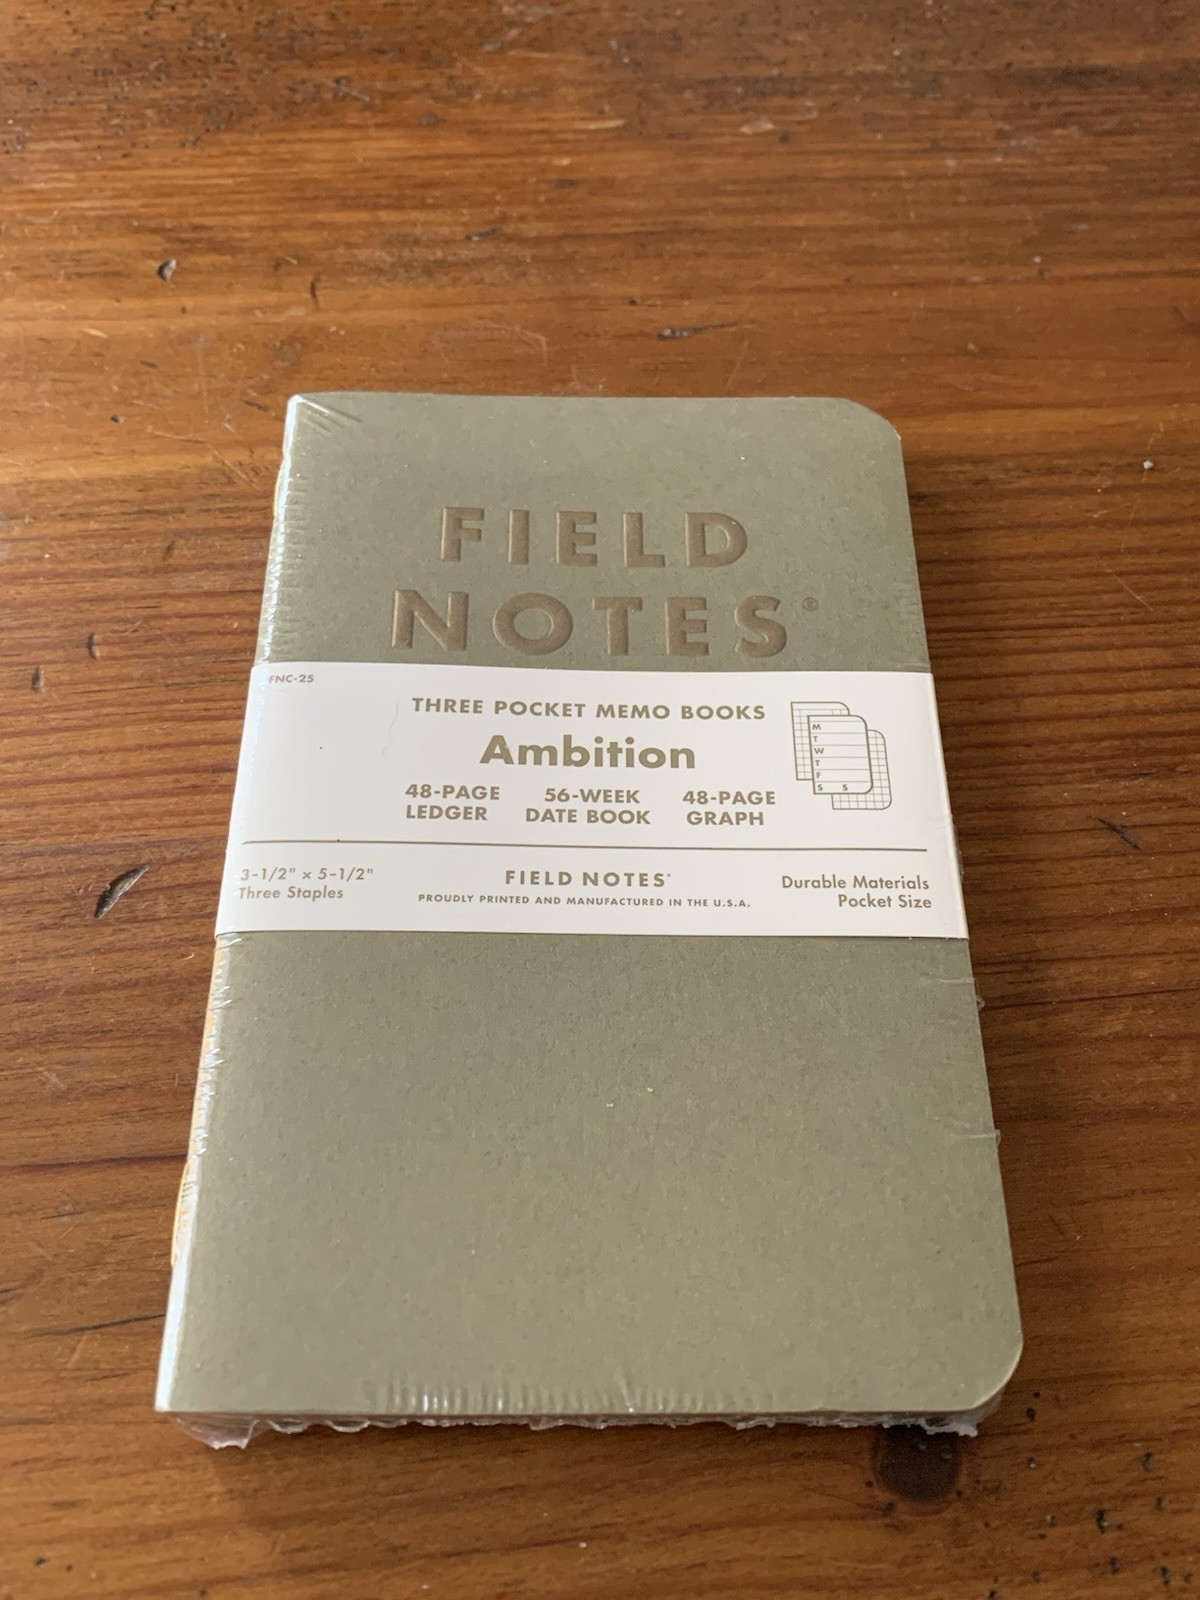 FIELD
NOTES®
FNC-25
THREE POCKET MEMO BOOKS
Ambition
48-PAGE
LEDGER
56-WEEK
DATE BOOK
48-PAGE
GRAPH
M
T
W
T
F
S S
3-1/2" × 5-1/2"
Three Staples
FIELD NOTES®
PROUDLY PRINTED AND MANUFACTURED IN THE U.S.A.
Durable Materials
Pocket Size